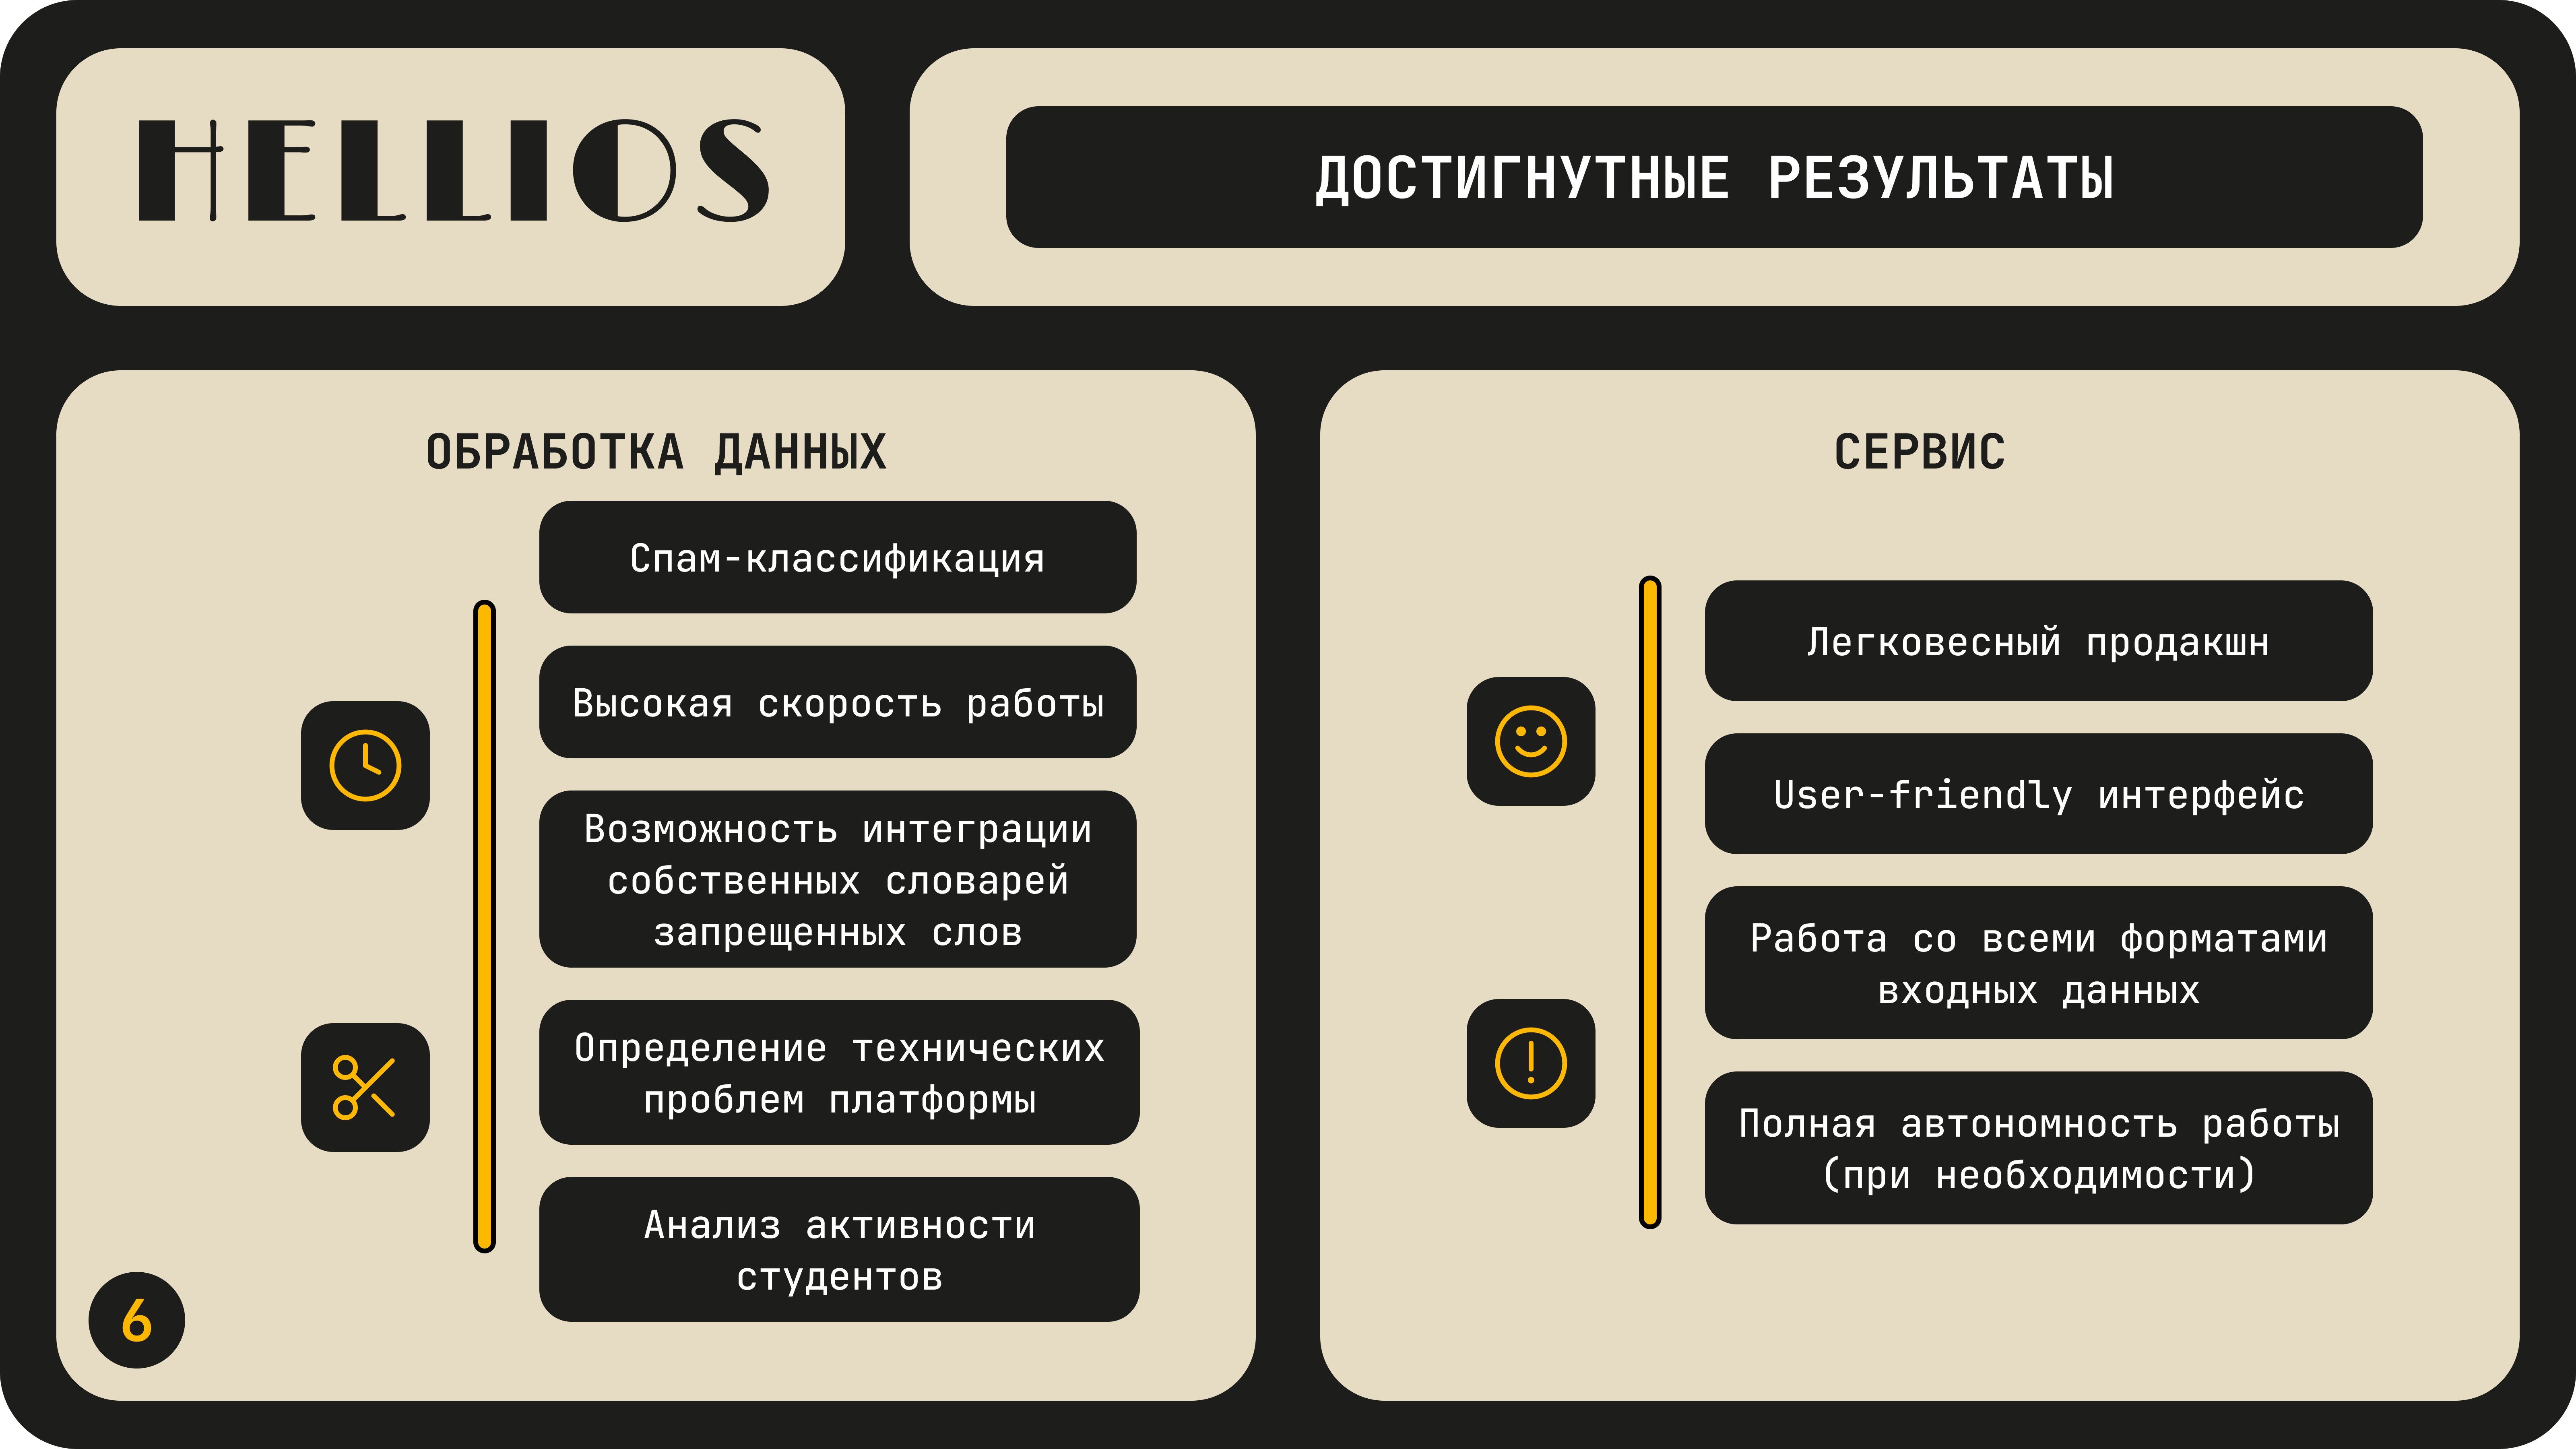 HELLIOS
ДОСТИГНУТНЫЕ РЕЗУЛЬТАТЫ
ОБРАБОТКА ДАННЫХ
Спам-классификация
Высокая скорость работы
Возможность интеграции
собственных словарей
запрещенных слов
Определение технических
проблем платформы
Анализ активности
студентов
6
СЕРВИС
Легковесный продакшн
User-friendly интерфейс
Работа со всеми форматами
входных данных
Полная автономность работы
(при необходимости)